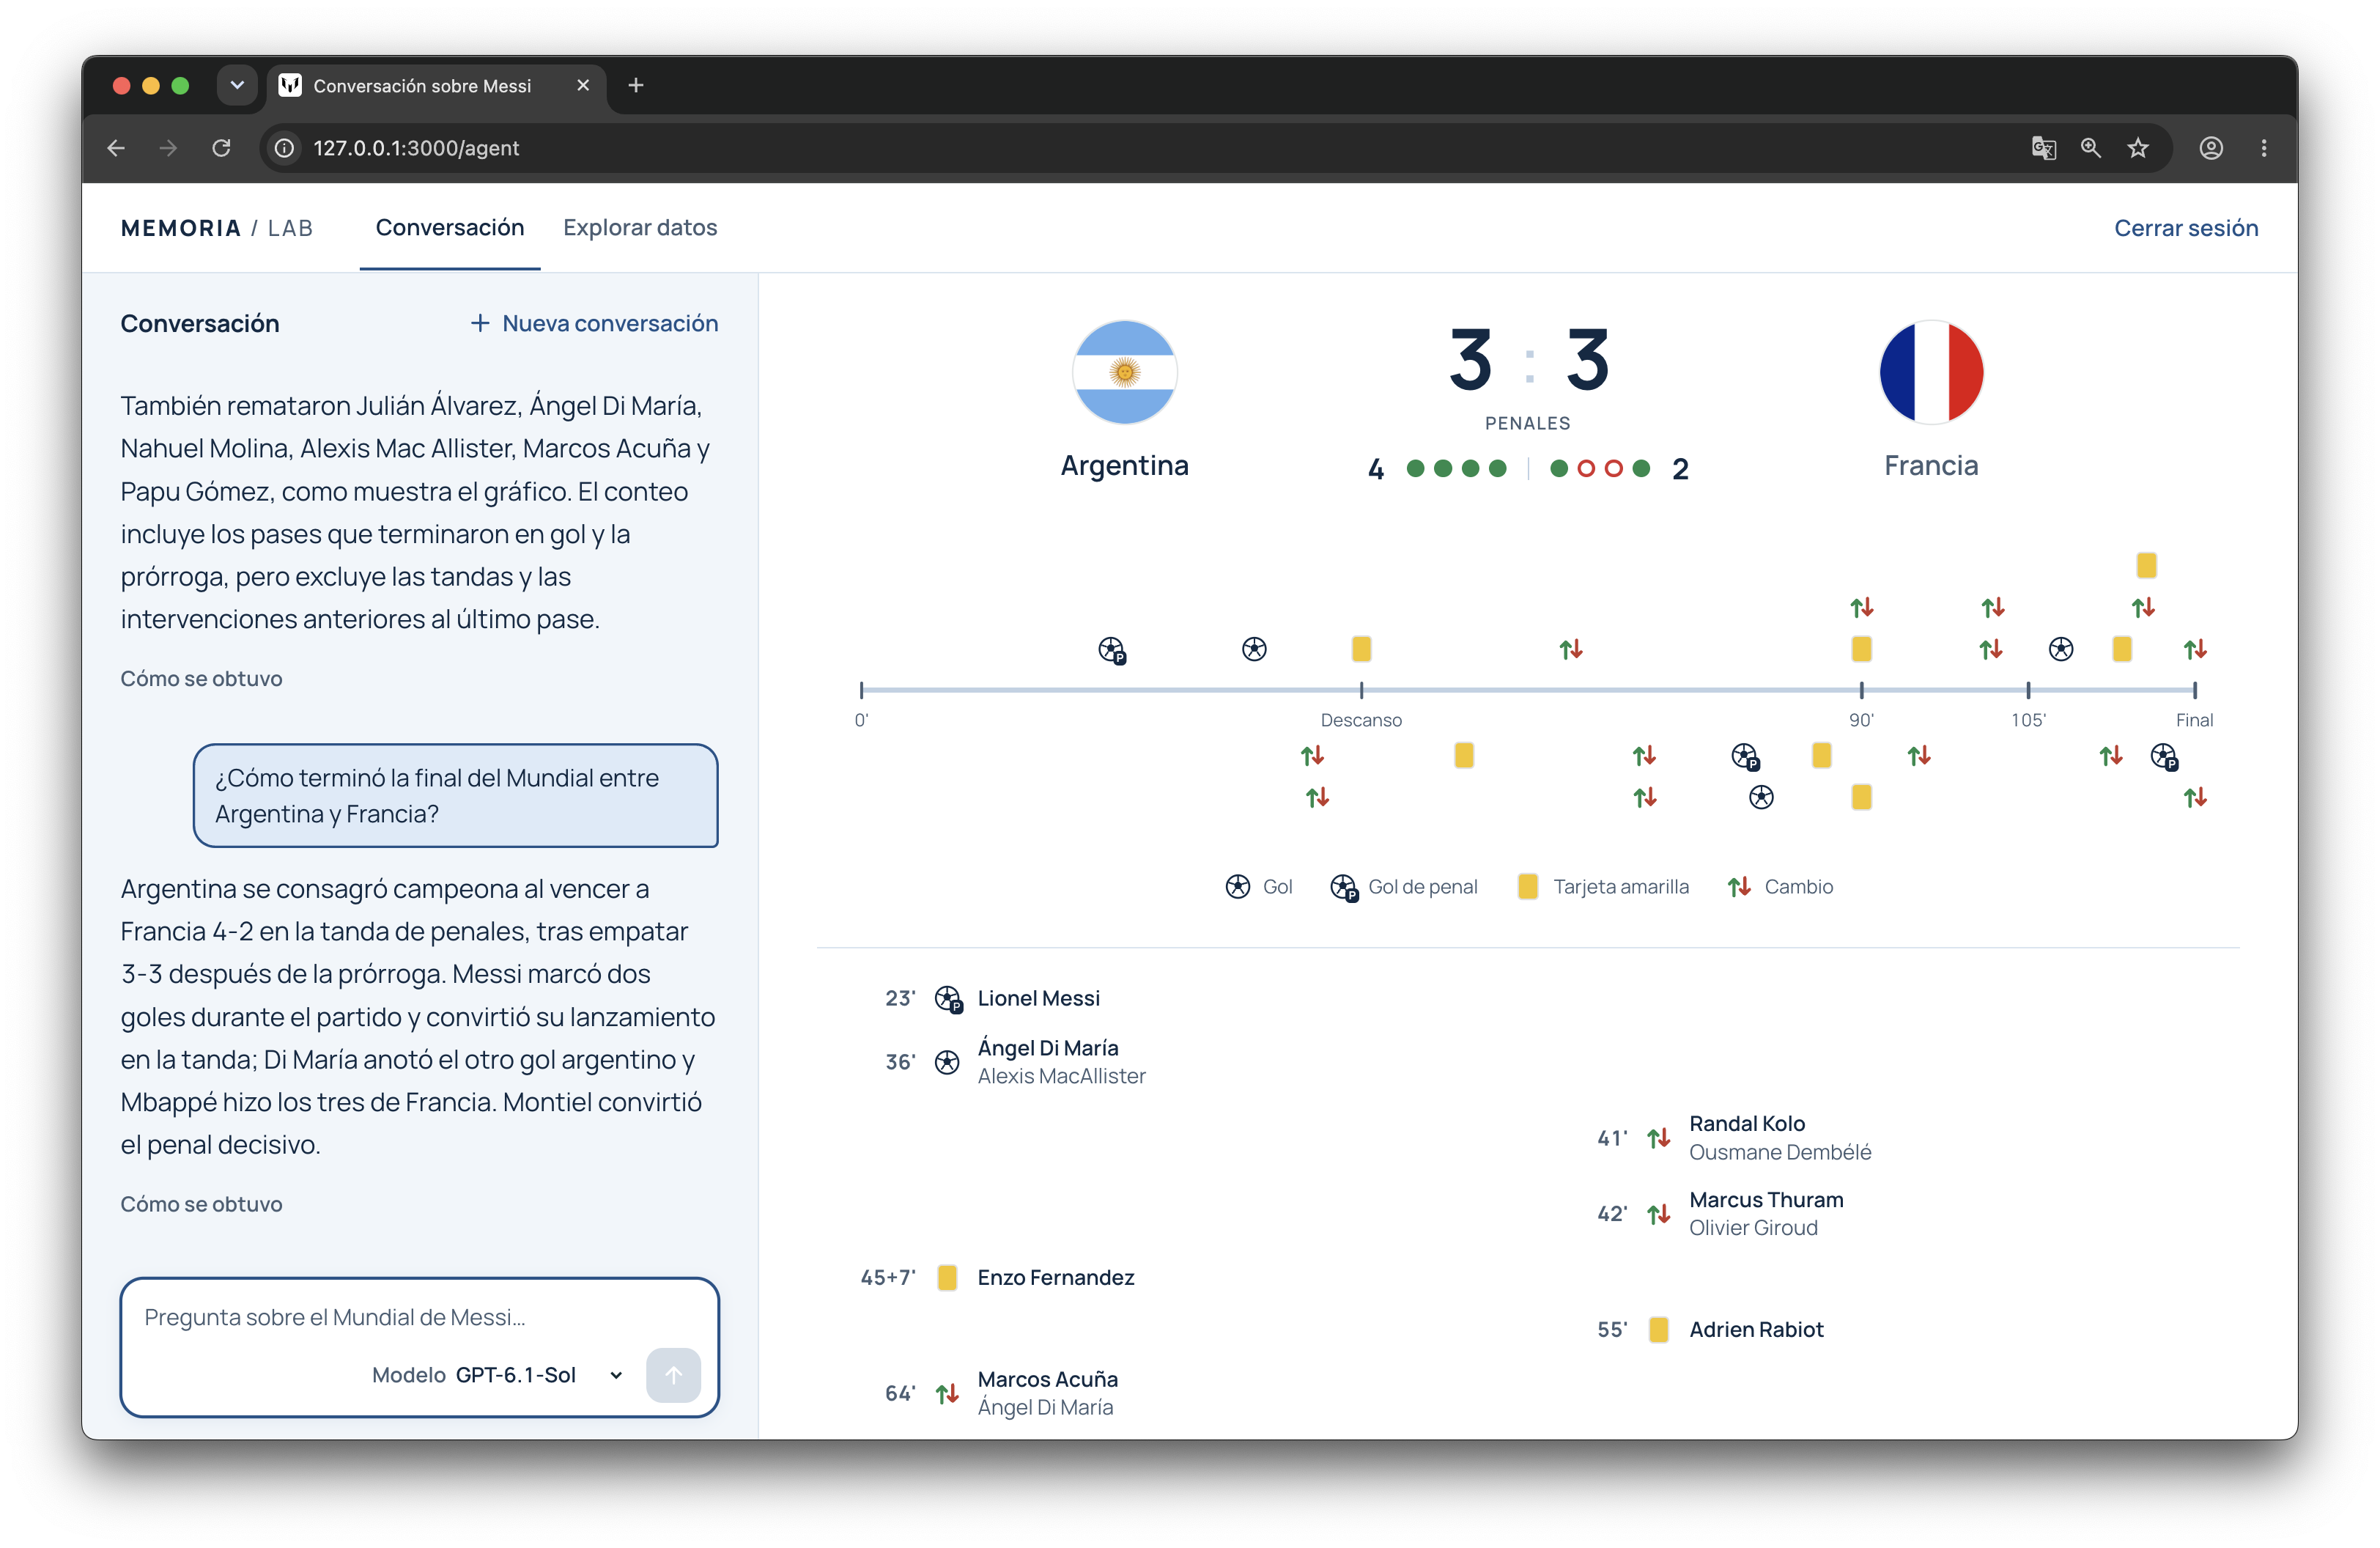 Conversación sobre Messi
127.0.0.1:3000/agent
MEMORIA / LAB
Conversación
Explorar datos
Cerrar sesión
Conversación
+ Nueva conversación
También remataron Julián Álvarez, Ángel Di María,
Nahuel Molina, Alexis Mac Allister, Marcos Acuña y
Papu Gómez, como muestra el gráfico. El conteo
incluye los pases que terminaron en gol y la
prórroga, pero excluye las tandas y las
intervenciones anteriores al último pase.
Cómo se obtuvo
¿Cómo terminó la final del Mundial entre
Argentina y Francia?
Argentina se consagró campeona al vencer a
Francia 4-2 en la tanda de penales, tras empatar
3-3 después de la prórroga. Messi marcó dos
goles durante el partido y convirtió su lanzamiento
en la tanda; Di María anotó el otro gol argentino y
Mbappé hizo los tres de Francia. Montiel convirtió
el penal decisivo.
Cómo se obtuvo
Pregunta sobre el Mundial de Messi...
Modelo GPT-6.1-Sol
3 : 3
PENALES
Argentina
4
2
Francia
P
0'
Descanso
90'
105'
Final
P
P
Gol
P
Gol de penal
Tarjeta amarilla
Cambio
23'
P
Lionel Messi
36'
Ángel Di María
Alexis MacAllister
41'
Randal Kolo
Ousmane Dembélé
42'
Marcus Thuram
Olivier Giroud
45+7'
Enzo Fernandez
55'
Adrien Rabiot
64'
Marcos Acuña
Ángel Di María